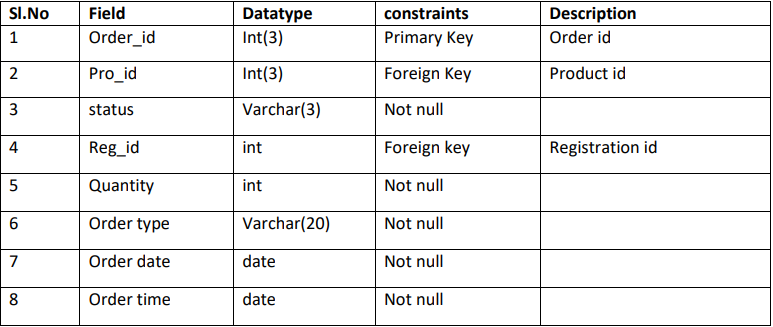 Sl.No Field Datatype constraints Description
1 Order_id Int(3) Primary Key Order id
2 Pro_id Int(3) Foreign Key Product id
3 status Varchar(3) Not null
4 Reg_id int Foreign key Registration id
5 Quantity int Not null
6 Order type Varchar(20) Not null
7 Order date date Not null
8 Order time date Not null